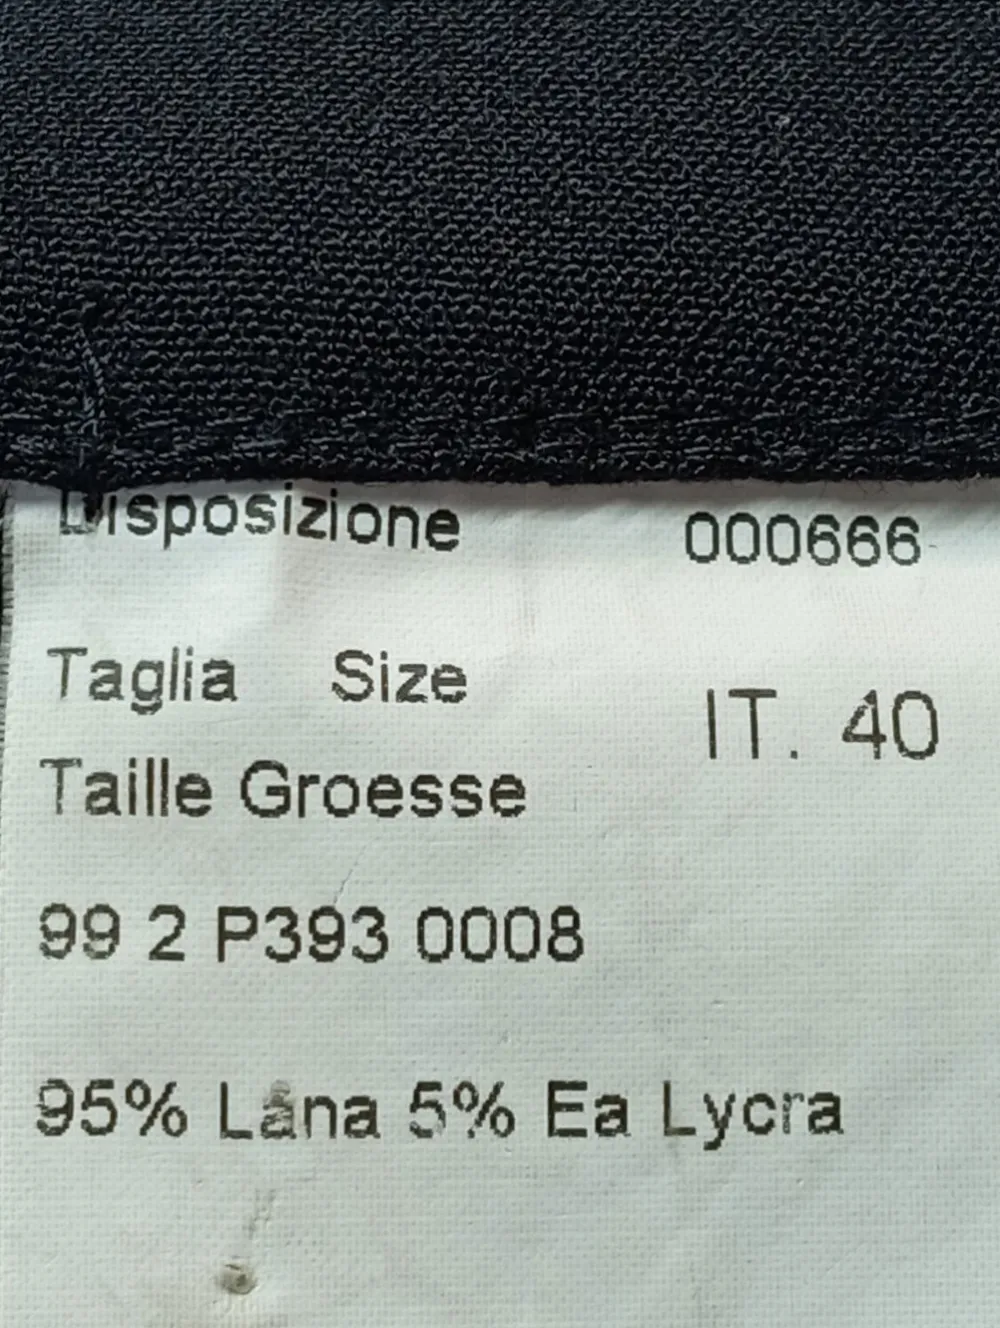 Disposizione 000666
Taglia Size
IT. 40
Taille Groesse
99 2 P393 0008
95% Lana 5% Ea Lycra